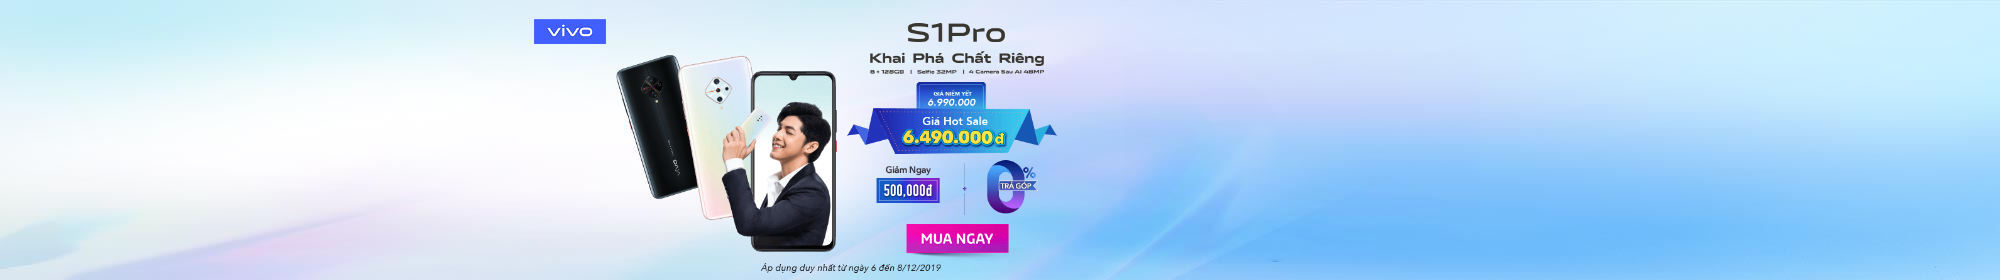 vivo
S1Pro
Khai Phá Chất Riêng
8 + 128GB | Selfie 32MP | 4 Camera Sau AI 48MP
GIÁ NIÊM YẾT
6.990.000
Giá Hot Sale
6.490.000đ
Giảm Ngay
500,000đ
+
0%
TRẢ GÓP
MUA NGAY
Áp dụng duy nhất từ ngày 6 đến 8/12/2019
vivo